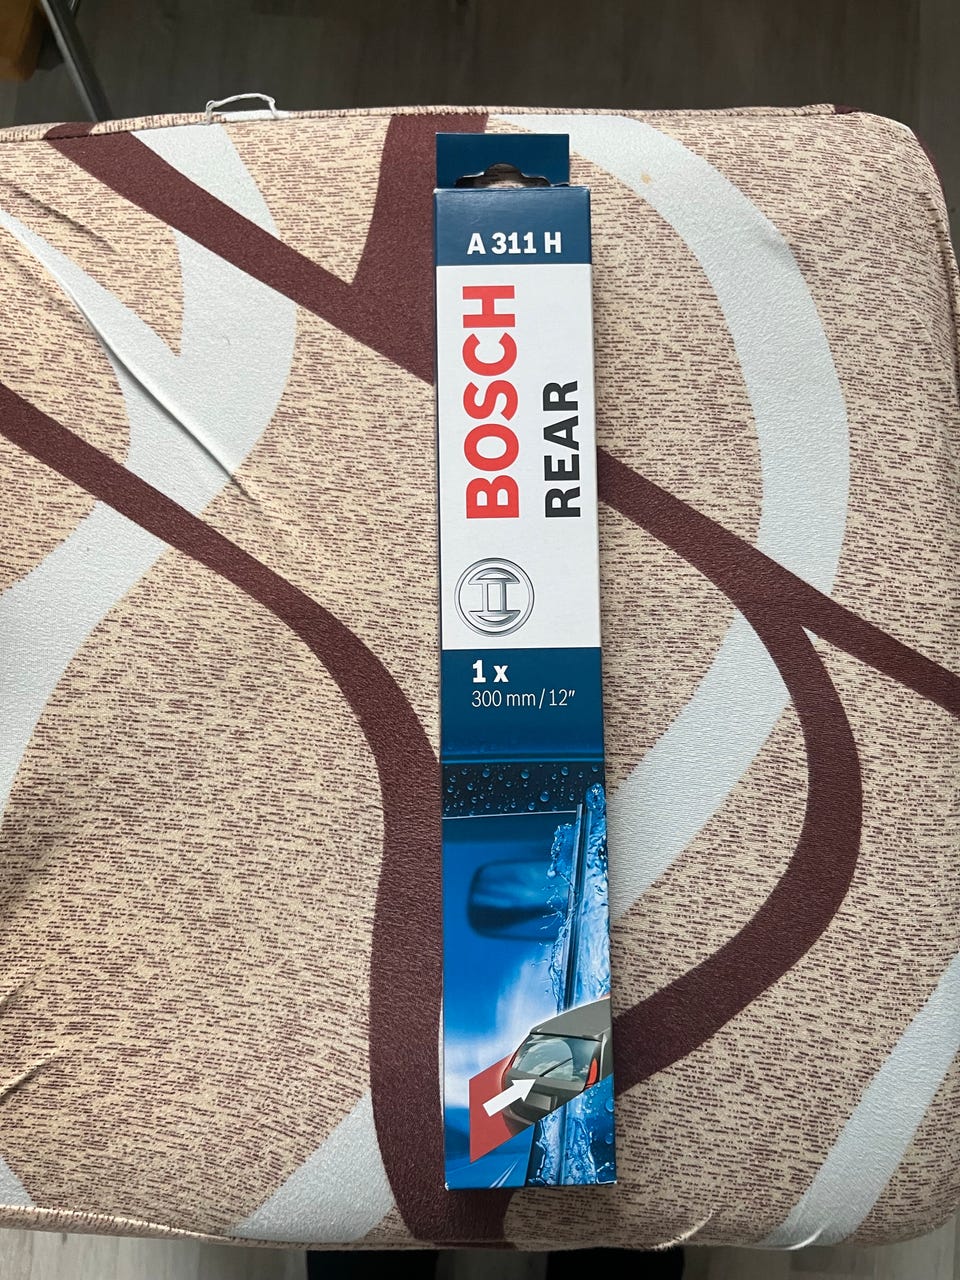 A 311 H
BOSCH
REAR
1 x
300 mm / 12"